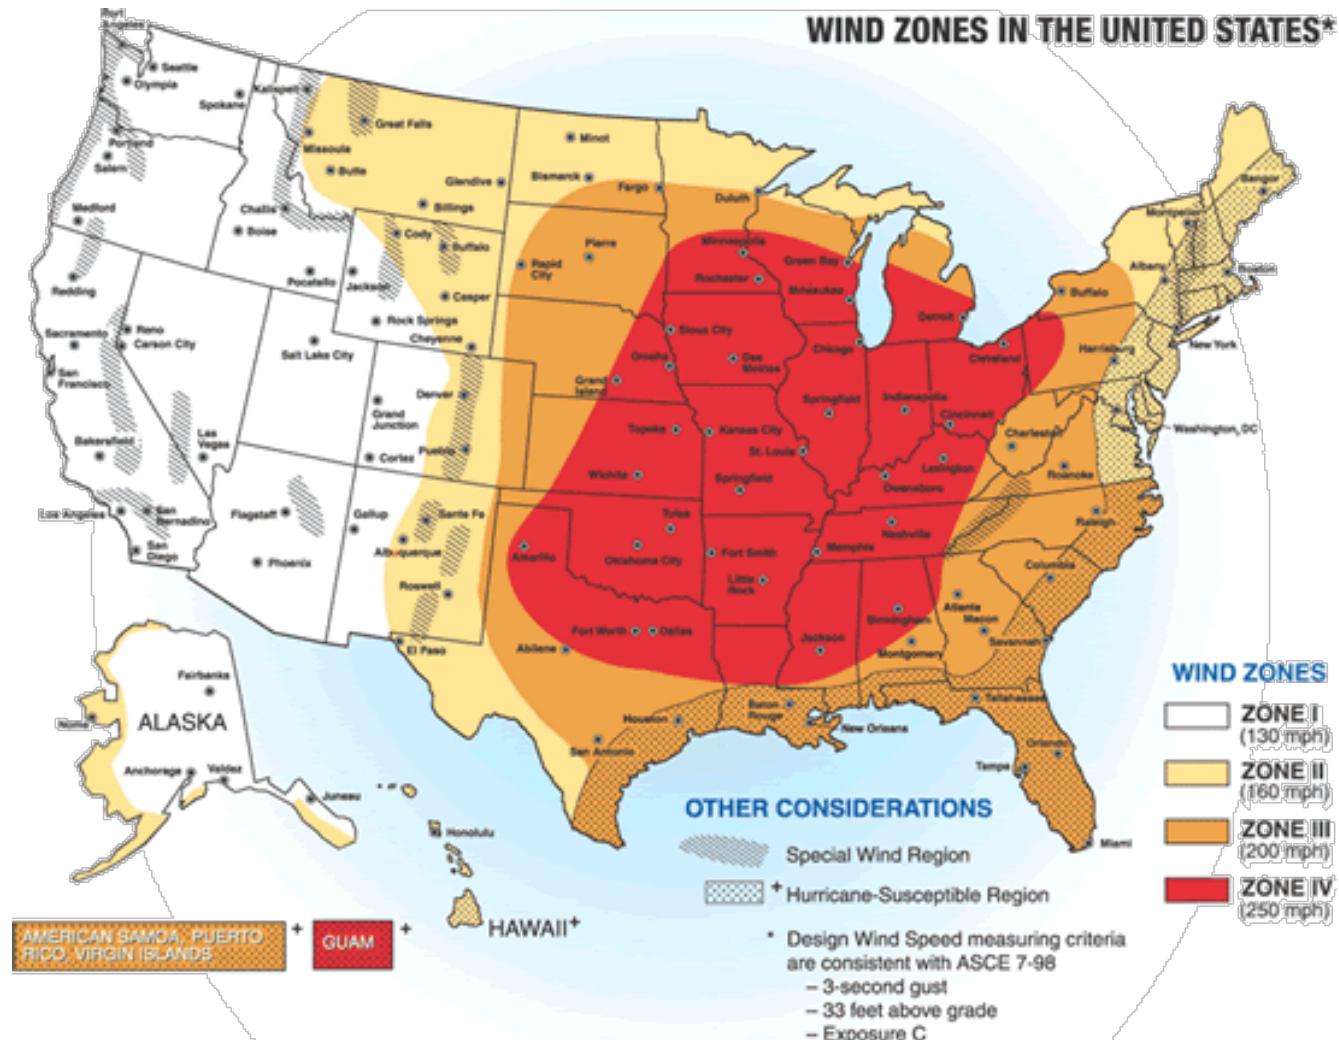 WIND ZONES IN THE UNITED STATES*
Port Angeles
Seattle
Olympia
Spokane
Kalispell
Great Falls
Portland
Missoula
Salem
Butte
Glendive
Minot
Bismarck
Fargo
Duluth
Bangor
Medford
Challis
Boise
Billings
Cody
Buffalo
Pierre
Rapid
City
Minneapolis
Rochester
Green Bay
Milwaukee
Montpelier
Albany
Boston
Redding
Pocatello
Jackson
Casper
Rock Springs
Cheyenne
Sioux City
Detroit
Buffalo
Sacramento
Reno
Carson City
Salt Lake City
Omaha
Des
Moines
Chicago
Cleveland
Harrisburg
New York
San
Francisco
Grand
Island
Denver
Grand
Junction
Springfield
Indianapolis
Cincinnati
Charleston
Washington, DC
Bakersfield
Las
Vegas
Cortez
Pueblo
Topeka
Kansas City
St. Louis
Lexington
Roanoke
Wichita
Springfield
Owensboro
Los Angeles
San
Bernadino
Flagstaff
Gallup
Sante Fe
Tulsa
Nashville
Raleigh
San
Diego
Phoenix
Albuquerque
Amarillo
Oklahoma City
Fort Smith
Memphis
Columbia
Roswell
Little
Rock
Birmingham
Atlanta
Macon
El Paso
Abilene
Fort Worth
Dallas
Jackson
Montgomery
Savannah
Houston
Baton
Rouge
New Orleans
Tallahassee
San Antonio
Orlando
Tampa
Miami
Fairbanks
Nome
ALASKA
Anchorage
Valdez
Juneau
Honolulu
HAWAII+
AMERICAN SAMOA, PUERTO
RICO, VIRGIN ISLANDS
+
GUAM
+
WIND ZONES
ZONE I
(130 mph)
ZONE II
(160 mph)
ZONE III
(200 mph)
ZONE IV
(250 mph)
OTHER CONSIDERATIONS
Special Wind Region
+ Hurricane-Susceptible Region
* Design Wind Speed measuring criteria
are consistent with ASCE 7-98
– 3-second gust
– 33 feet above grade
– Exposure C